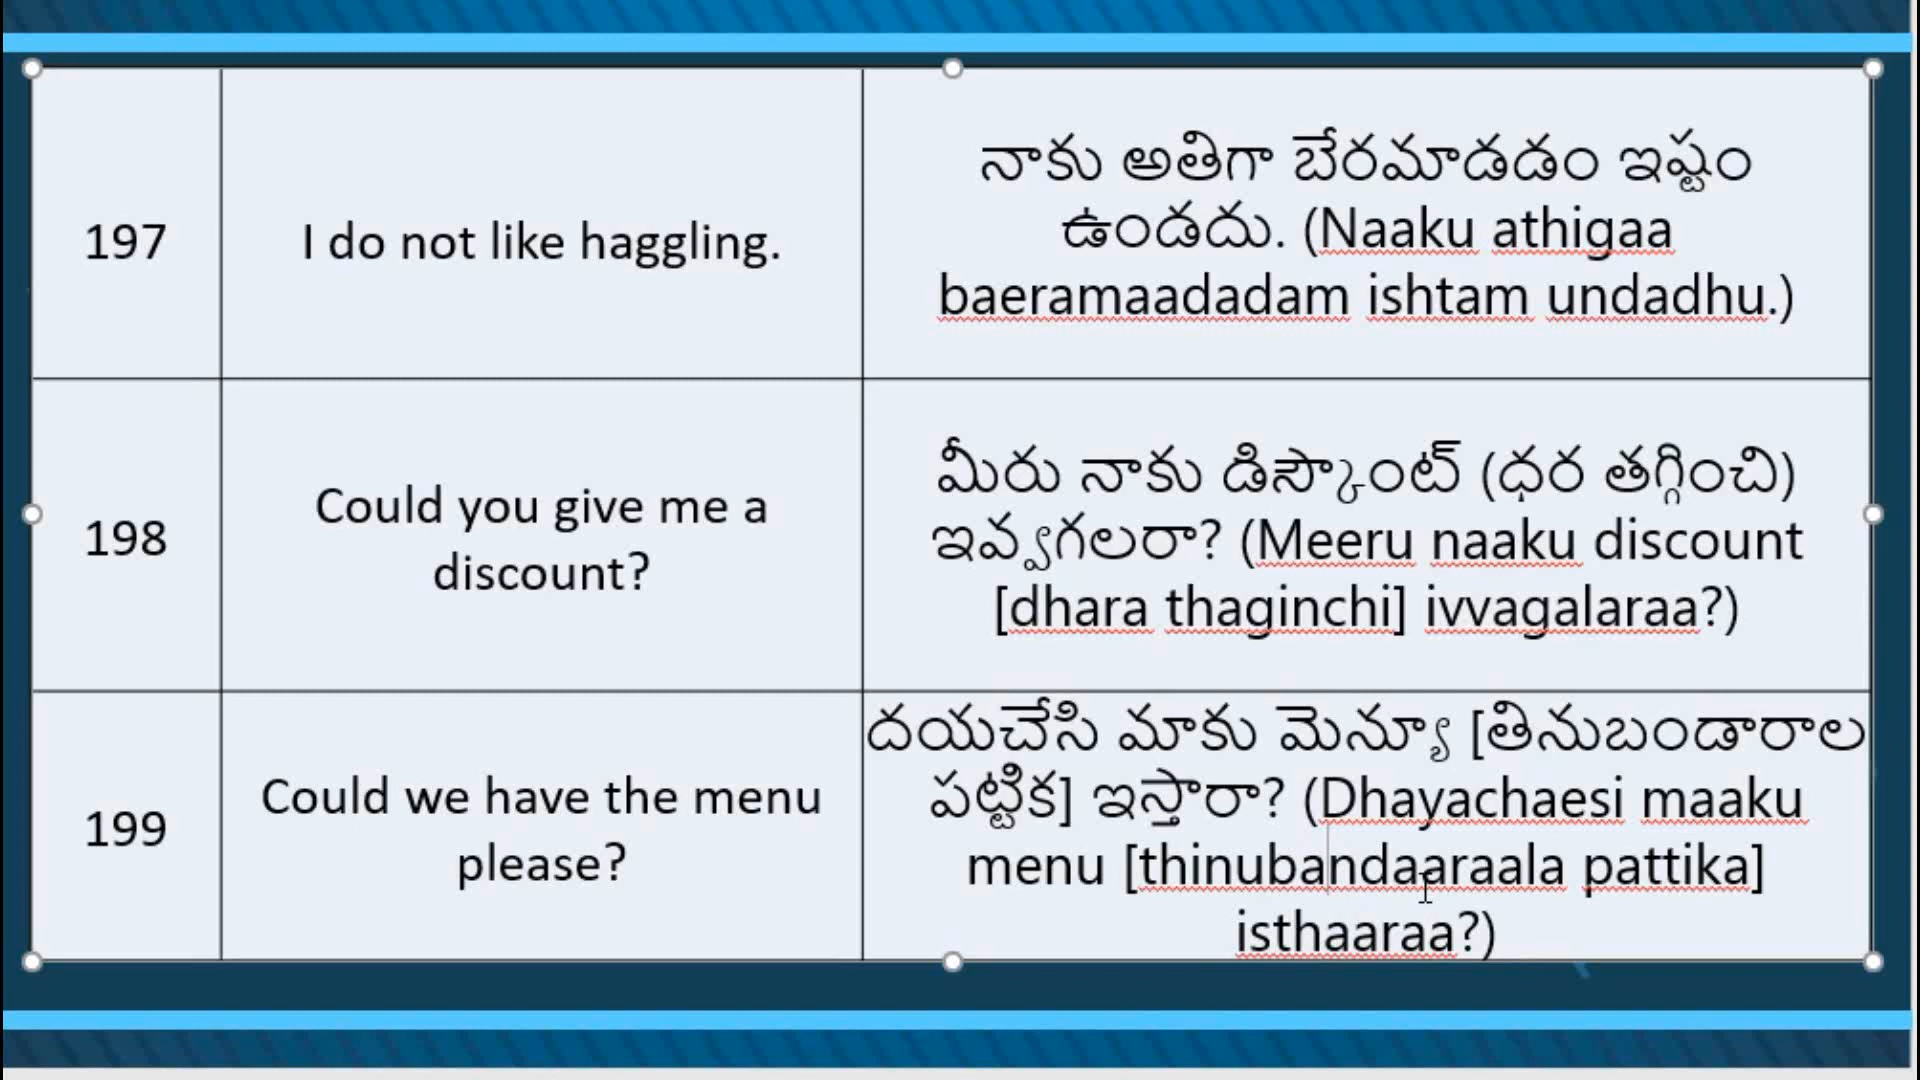 197
I do not like haggling.
నాకు అతిగా బేరమాడడం ఇష్టం
ఉండదు. (Naaku athigaa
baeramaadadam ishtam undadhu.)
198
Could you give me a
discount?
మీరు నాకు డిస్కౌంట్ (ధర తగ్గించి)
ఇవ్వగలరా? (Meeru naaku discount
[dhara thaginchi] ivvagalaraa?)
199
Could we have the menu
please?
దయచేసి మాకు మెన్యూ [తినుబండారాల
పట్టిక] ఇస్తారా? (Dhayachaesi maaku
menu [thinubandaaraala pattika]
isthaaraa?)